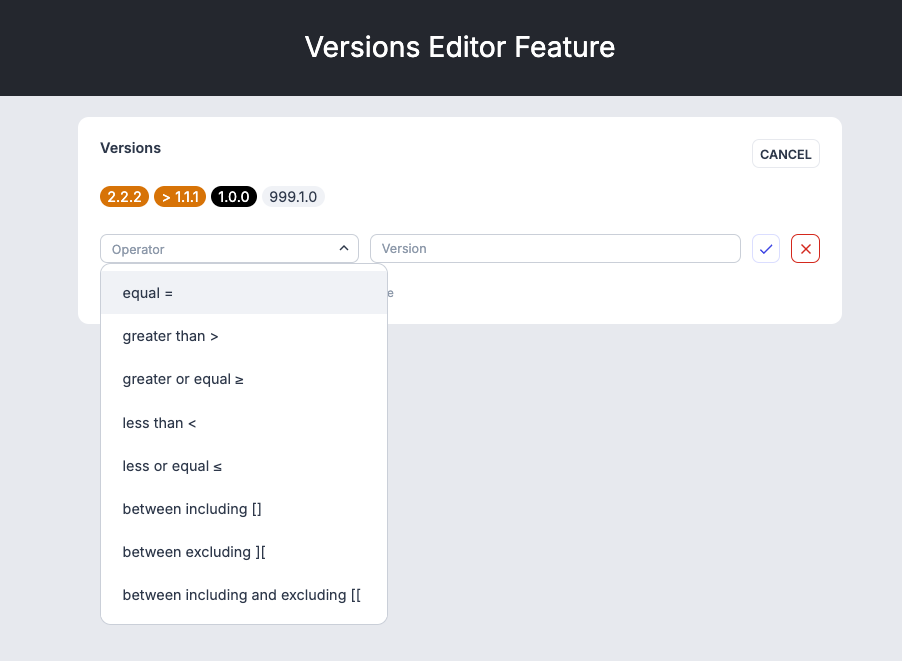 Versions Editor Feature
Versions
CANCEL
2.2.2 > 1.1.1 1.0.0 999.1.0
Operator Version
equal =
greater than >
greater or equal ≥
less than <
less or equal ≤
between including []
between excluding ][
between including and excluding [[